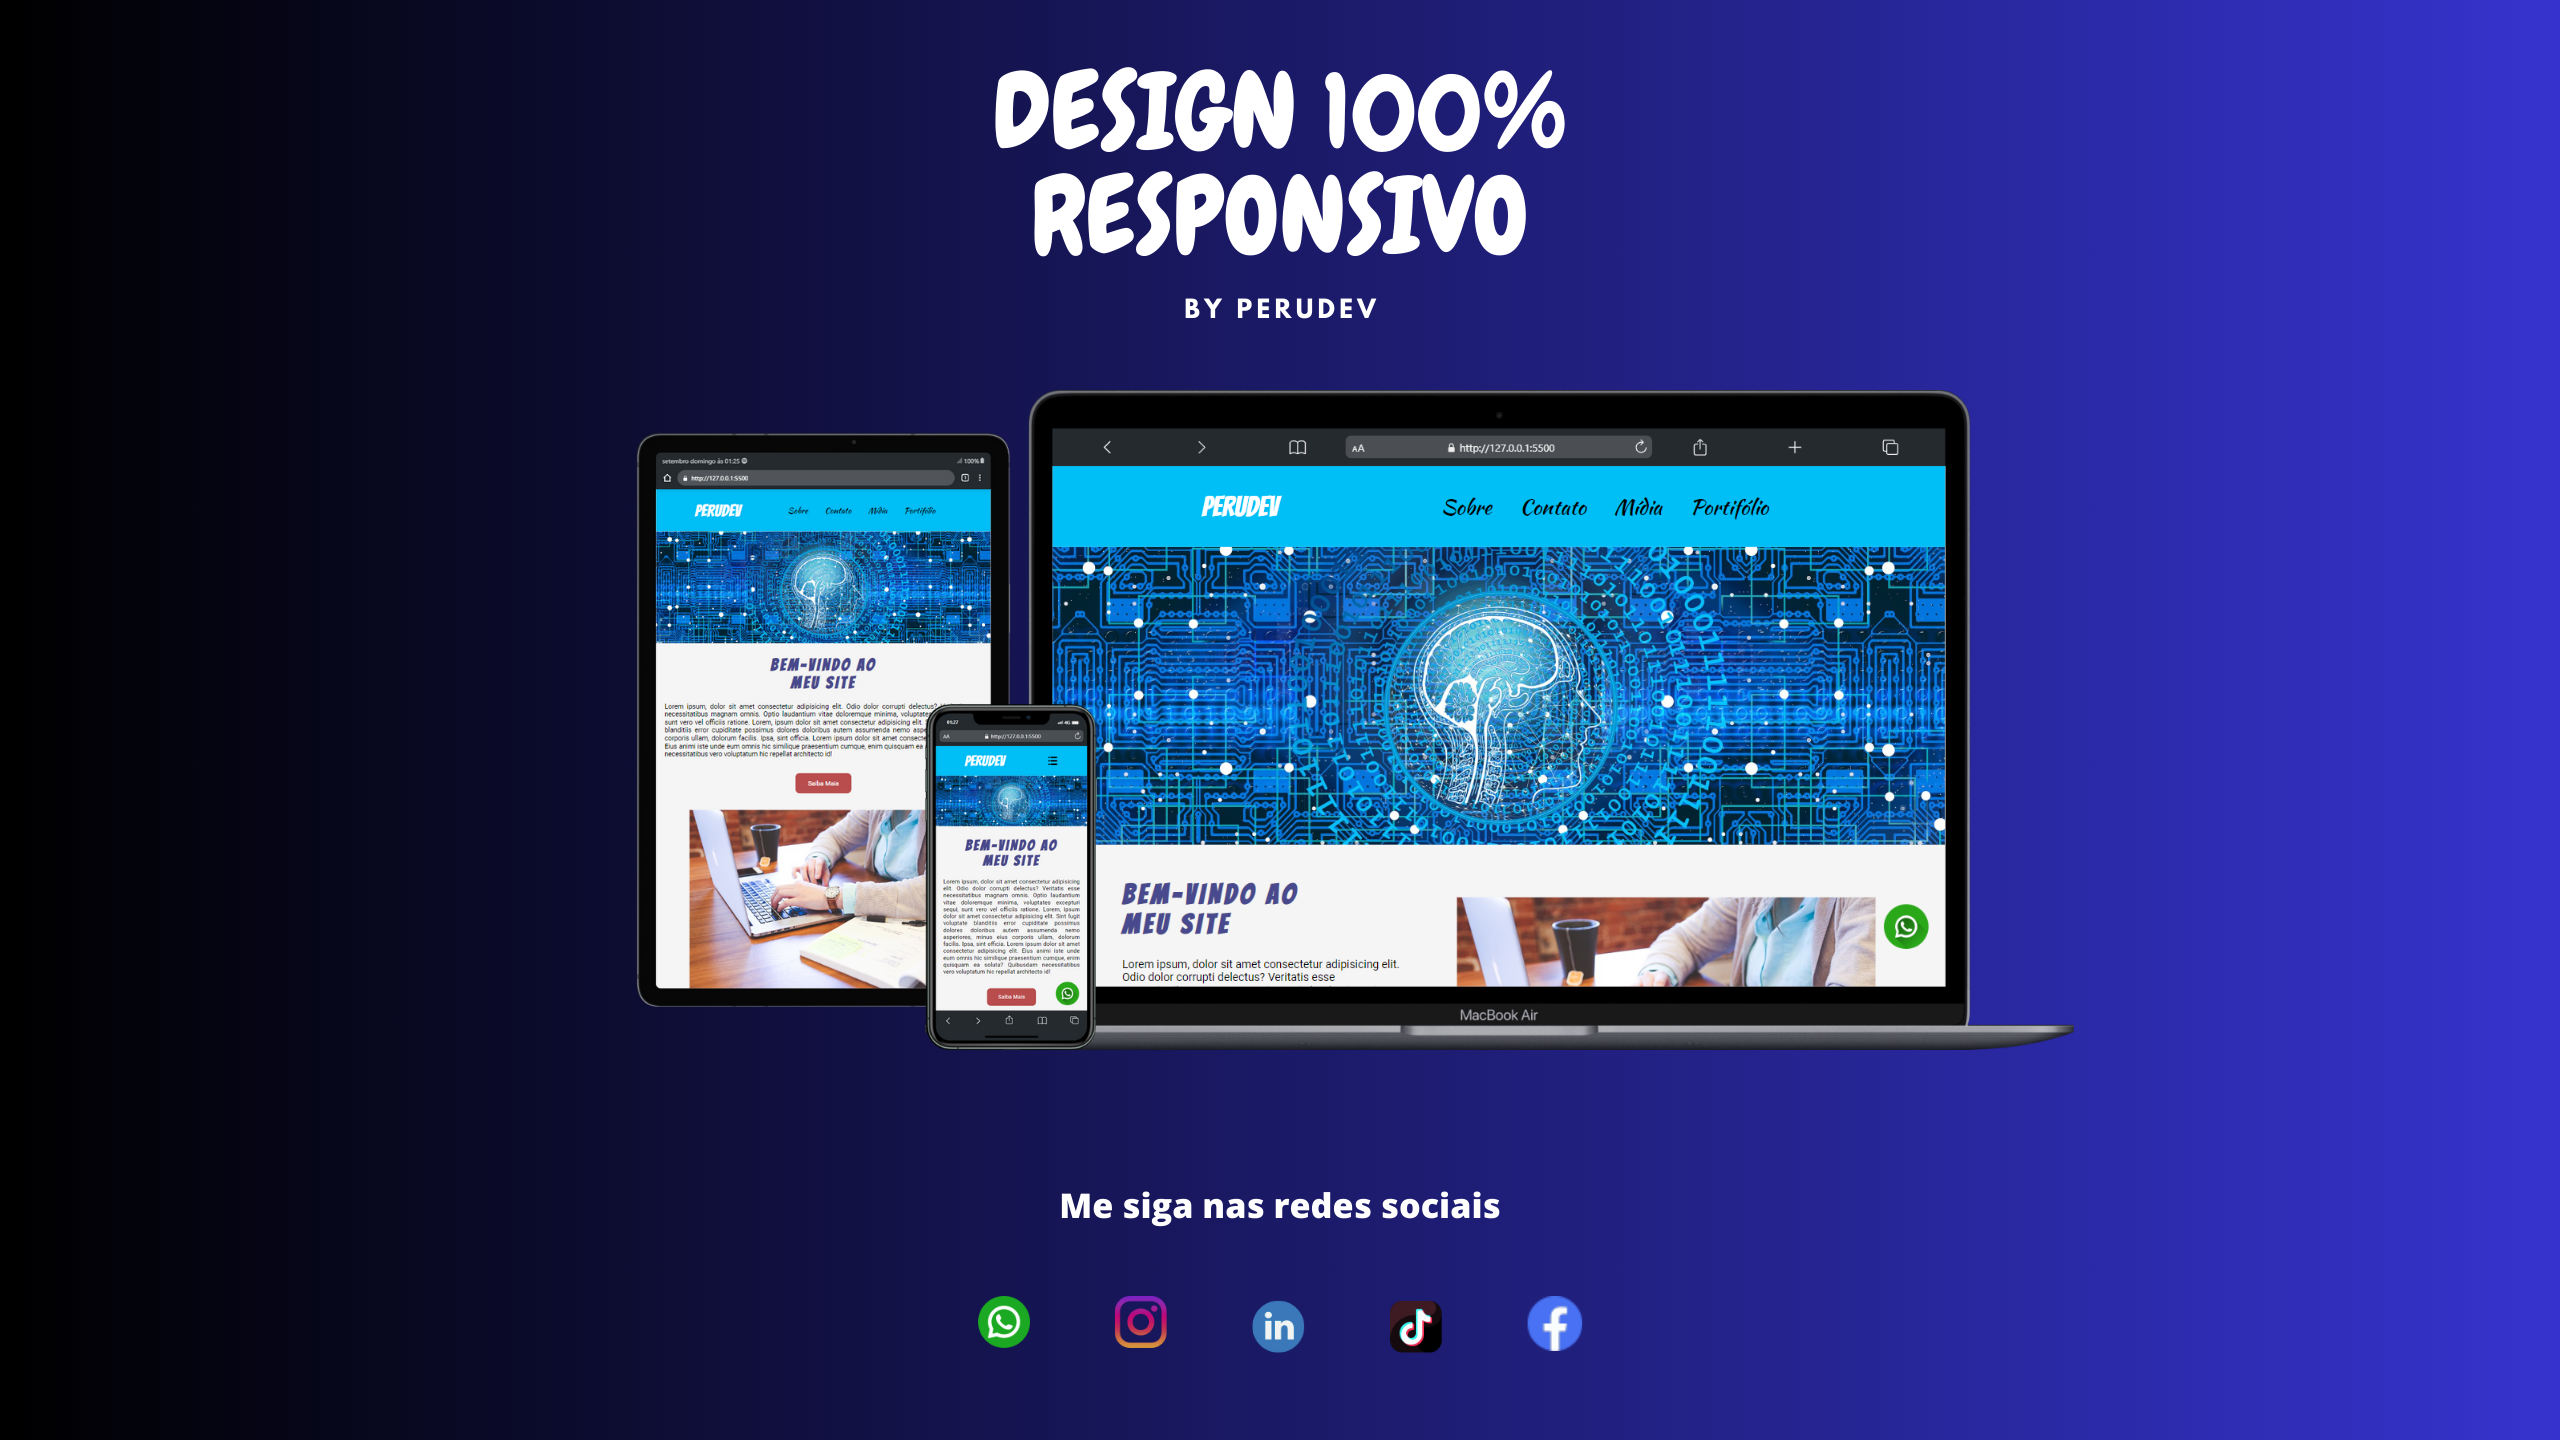 DESIGN 100%
RESPONSIVO
BY PERUDEV
setembro domingo às 01:25
100%
http://127.0.0.1:5500
PERUDEV Sobre Contato Mídia Portifólio
BEM-VINDO AO
MEU SITE
Lorem ipsum, dolor sit amet consectetur adipisicing elit. Odio dolor corrupti delectus?
necessitatibus magnam omnis. Optio laudantium vitae doloremque minima,
sunt vero vel officiis ratione. Lorem, ipsum dolor sit amet consectetur adipisicing elit.
blanditiis error cupiditate possimus dolores doloribus autem assumenda nemo
corporis ullam, dolorum facilis. Ipsa, sint officia. Lorem ipsum dolor sit amet
Eius animi iste unde eum omnis hic similique praesentium cumque, enim quisquam ea
necessitatibus vero voluptatum hic repellat architecto id!
Saiba Mais
01:27
4G
AA http://127.0.0.1:5500
PERUDEV
BEM-VINDO AO
MEU SITE
Lorem ipsum, dolor sit amet consectetur adipisicing
elit. Odio dolor corrupti delectus? Veritatis esse
necessitatibus magnam omnis. Optio laudantium
vitae doloremque minima, voluptates excepturi
sequi, sunt vero vel officiis ratione. Lorem, ipsum
dolor sit amet consectetur adipisicing elit. Sint fugit
voluptate blanditiis error cupiditate possimus
dolores doloribus autem assumenda nemo
asperiores, minus eius corporis ullam, dolorum
facilis. Ipsa, sint officia. Lorem ipsum dolor sit amet
consectetur adipisicing elit. Eius animi iste unde
eum omnis hic similique praesentium cumque, enim
quisquam ea soluta? Quibusdam necessitatibus
vero voluptatum hic repellat architecto id!
Saiba Mais
AA http://127.0.0.1:5500
PERUDEV Sobre Contato Mídia Portifólio
BEM-VINDO AO
MEU SITE
Lorem ipsum, dolor sit amet consectetur adipisicing elit.
Odio dolor corrupti delectus? Veritatis esse
MacBook Air
Me siga nas redes sociais